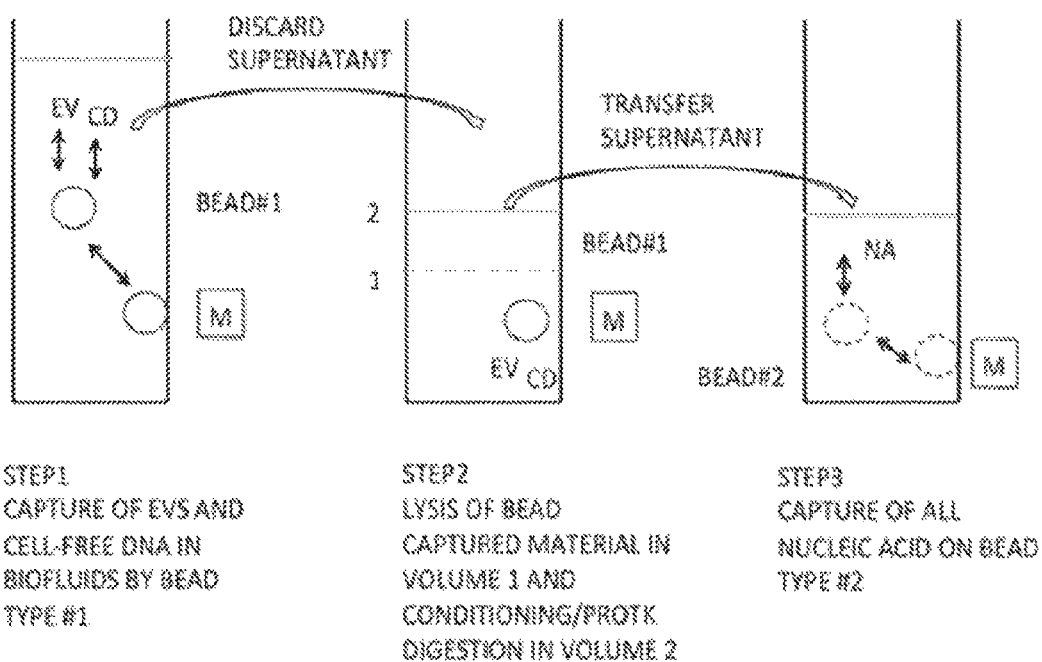 DISCARD
SUPERNATANT
EV CD
BEAD#1
M
TRANSFER
SUPERNATANT
2
1
BEAD#1
M
EV CD
NA
BEAD#2
M
STEP1
CAPTURE OF EVS AND
CELL-FREE DNA IN
BIOFLUIDS BY BEAD
TYPE #1
STEP2
LYSIS OF BEAD
CAPTURED MATERIAL IN
VOLUME 1 AND
CONDITIONING/PROTK
DIGESTION IN VOLUME 2
STEP3
CAPTURE OF ALL
NUCLEIC ACID ON BEAD
TYPE #2